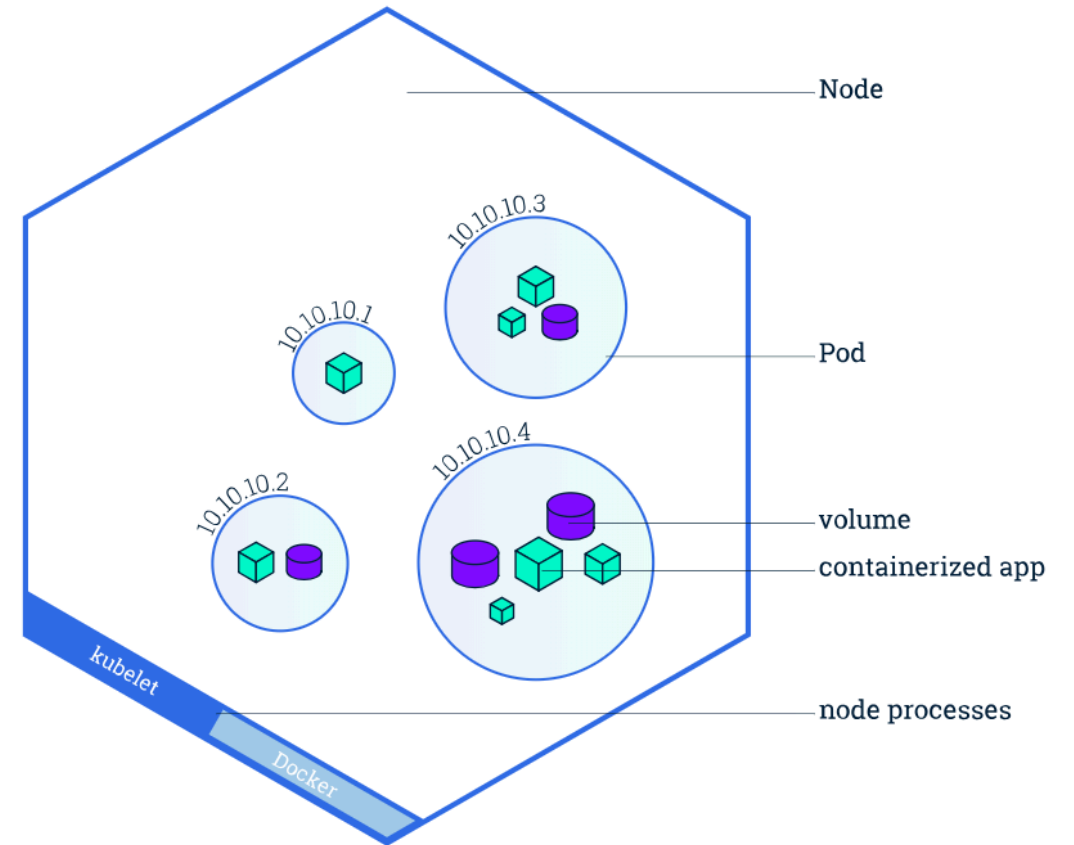 Node
10.10.10.3
10.10.10.1
Pod
10.10.10.4
10.10.10.2
volume
containerized app
kubelet
node processes
Docker